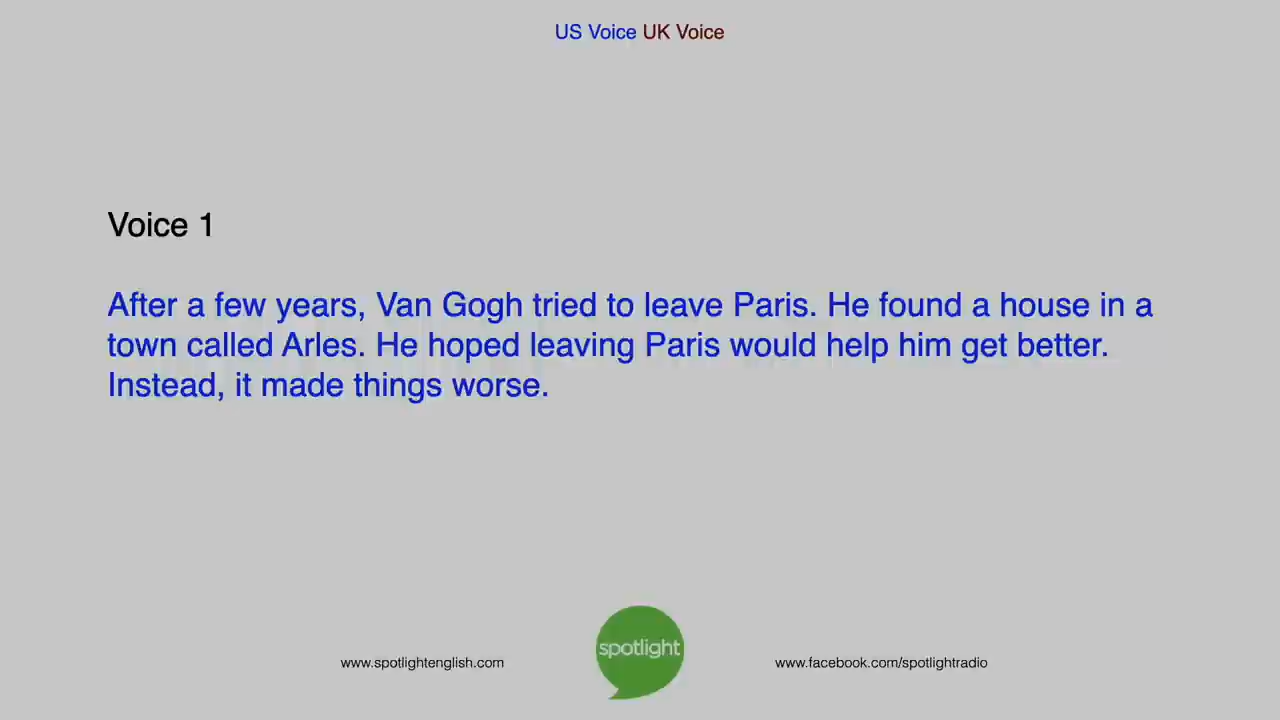 US Voice UK Voice
Voice 1
After a few years, Van Gogh tried to leave Paris. He found a house in a
town called Arles. He hoped leaving Paris would help him get better.
Instead, it made things worse.
spotlight
www.spotlightenglish.com
www.facebook.com/spotlightradio